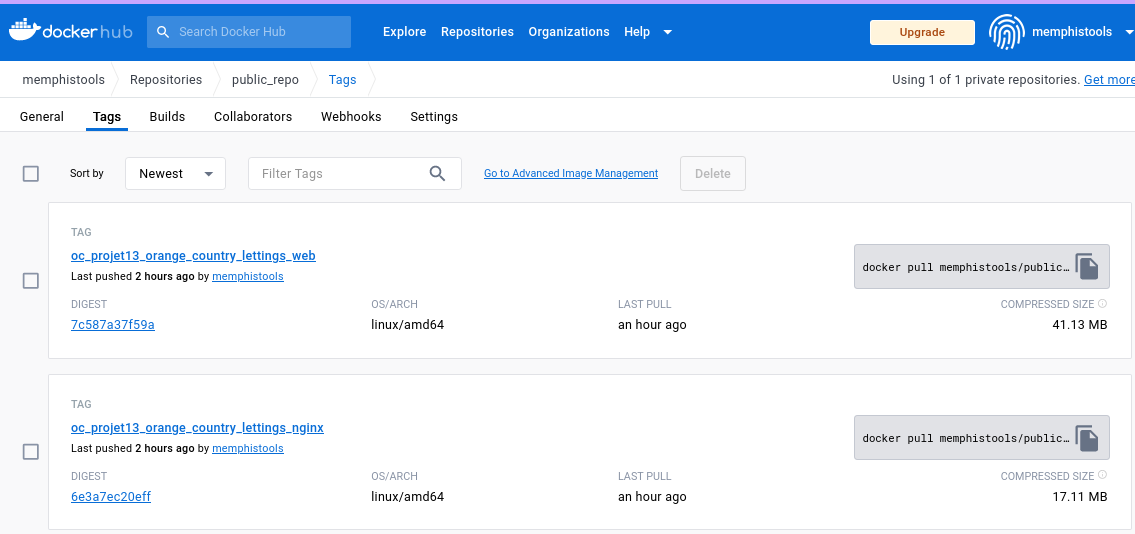 docker hub Search Docker Hub Explore Repositories Organizations Help Upgrade memphistools
memphistools Repositories public_repo Tags Using 1 of 1 private repositories. Get more
General Tags Builds Collaborators Webhooks Settings
Sort by Newest Filter Tags Go to Advanced Image Management Delete
TAG
oc_projet13_orange_country_lettings_web
docker pull memphistools/public…
Last pushed 2 hours ago by memphistools
DIGEST OS/ARCH LAST PULL COMPRESSED SIZE
7c587a37f59a linux/amd64 an hour ago 41.13 MB
TAG
oc_projet13_orange_country_lettings_nginx
docker pull memphistools/public…
Last pushed 2 hours ago by memphistools
DIGEST OS/ARCH LAST PULL COMPRESSED SIZE
6e3a7ec20eff linux/amd64 an hour ago 17.11 MB